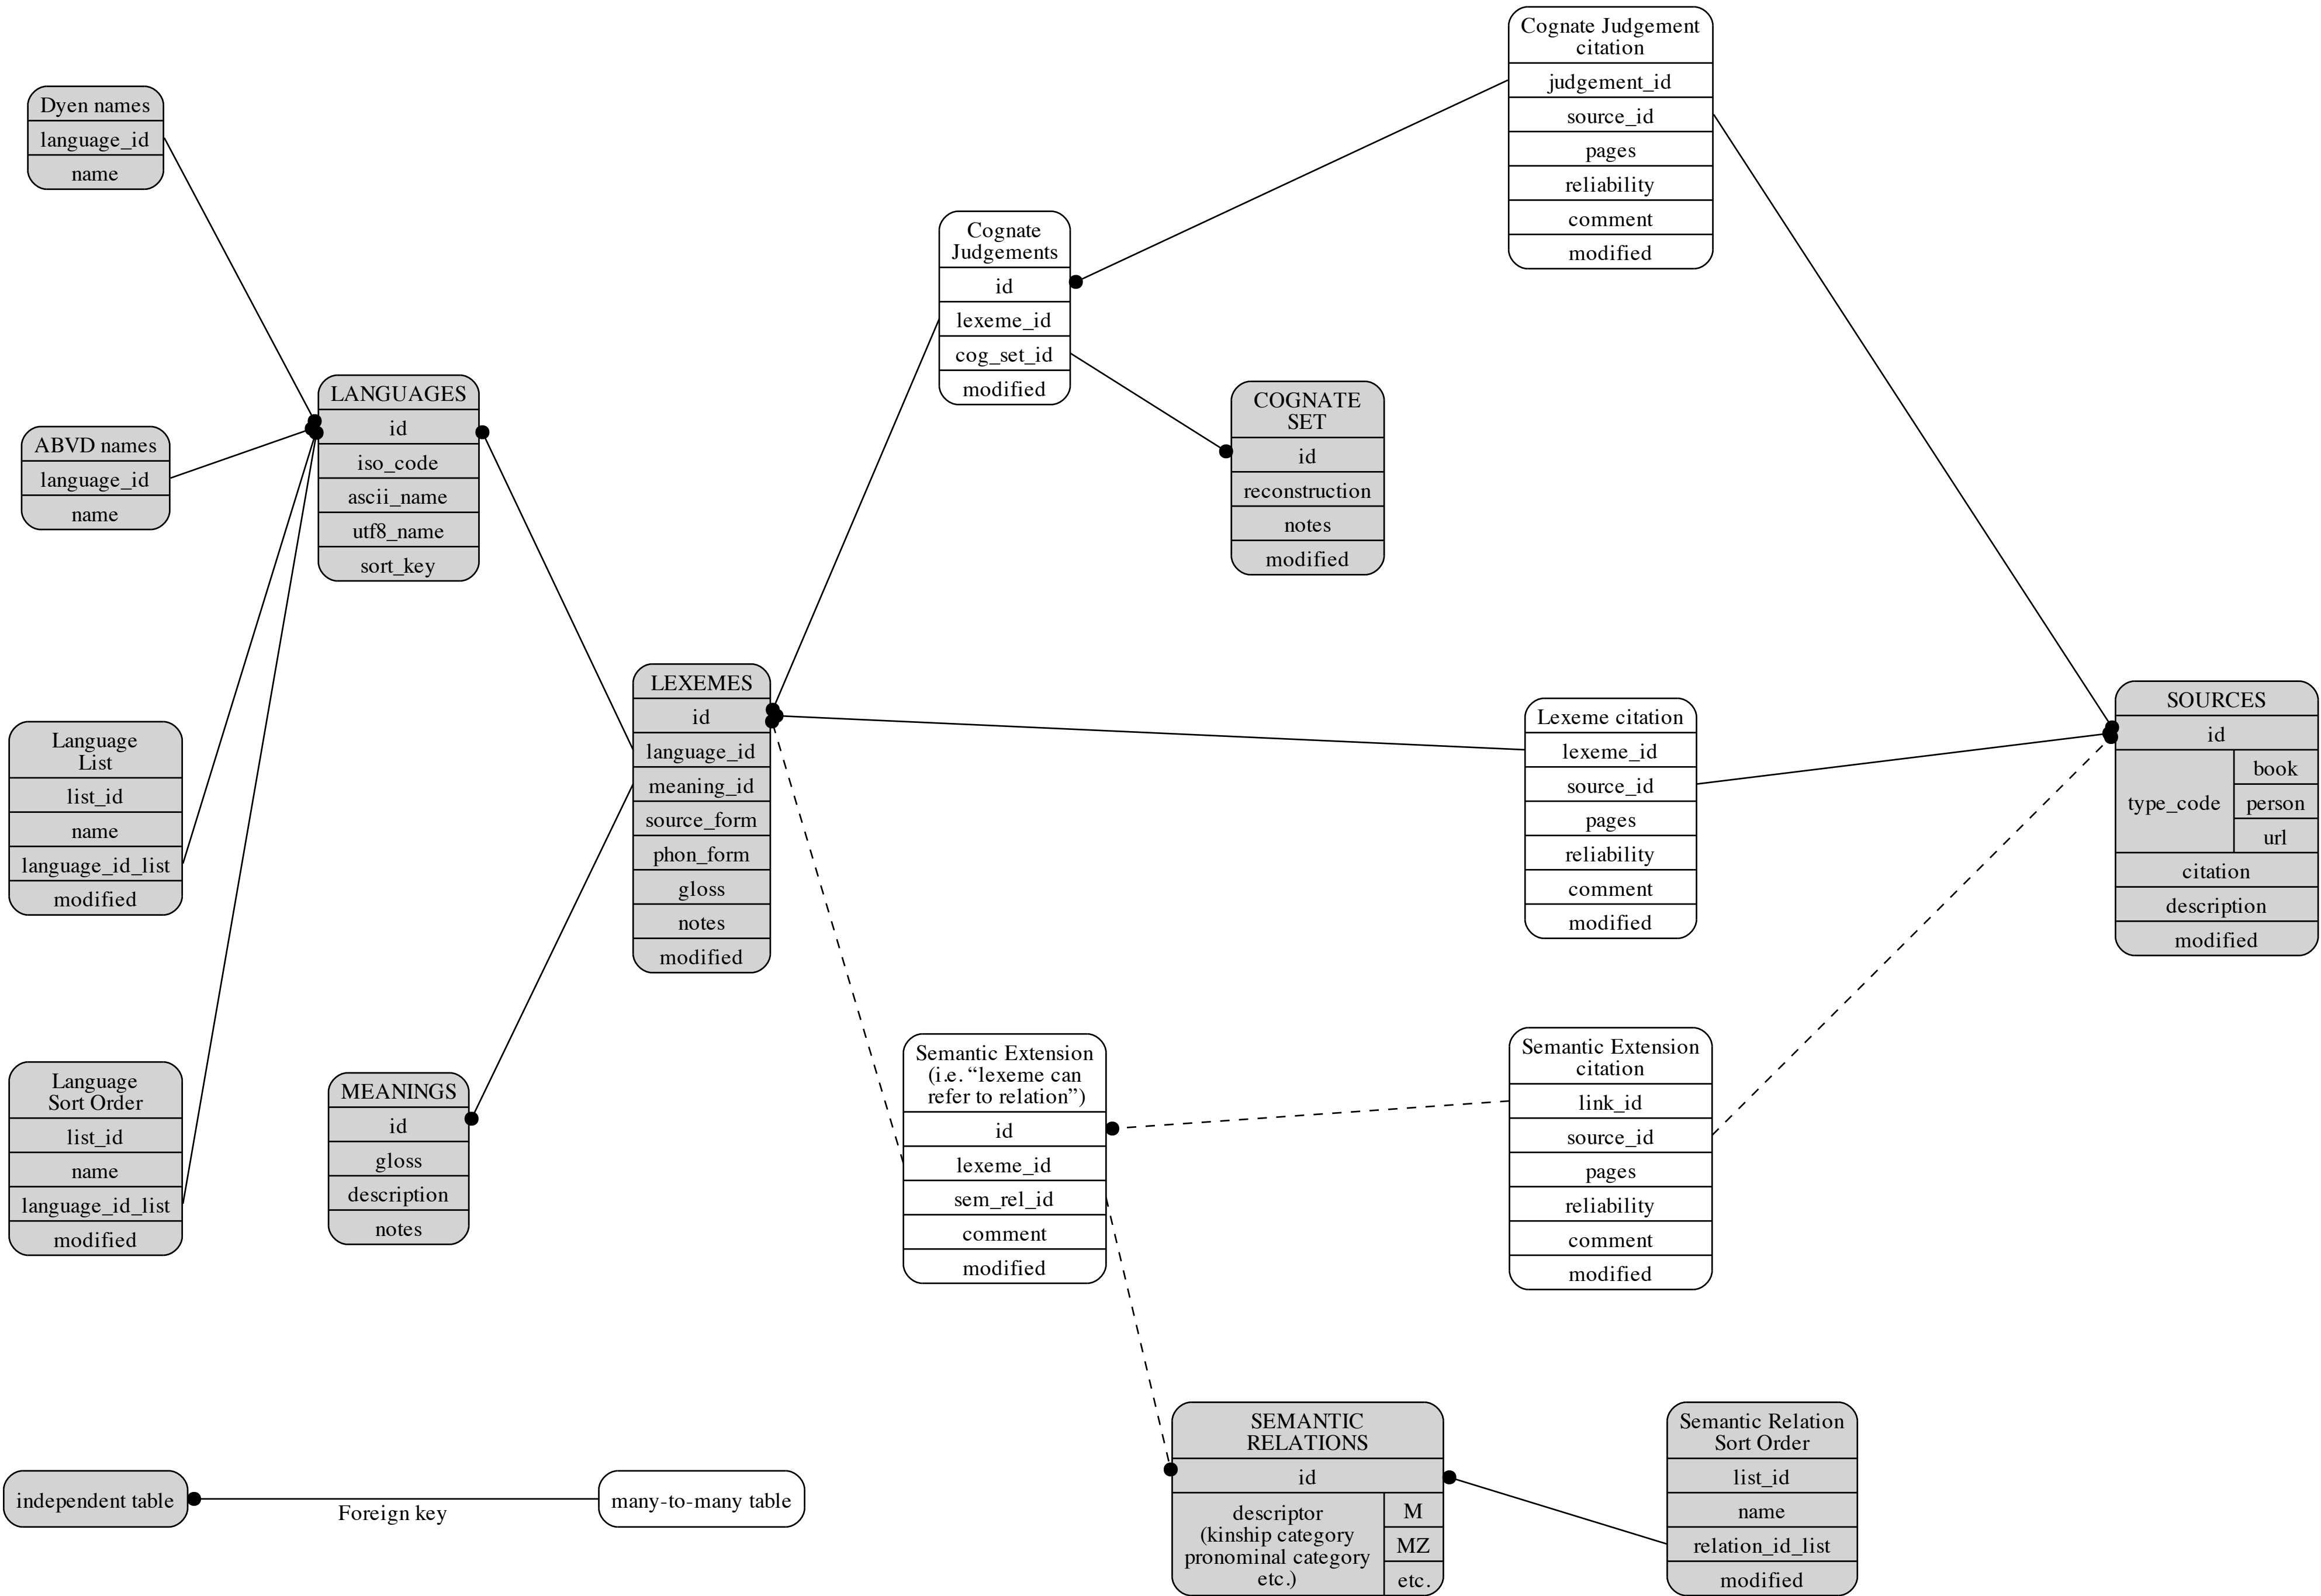 Dyen names
language_id
name
ABVD names
language_id
name
Language
List
list_id
name
language_id_list
modified
Language
Sort Order
list_id
name
language_id_list
modified
LANGUAGES
id
iso_code
ascii_name
utf8_name
sort_key
MEANINGS
id
gloss
description
notes
LEXEMES
id
language_id
meaning_id
source_form
phon_form
gloss
notes
modified
Cognate
Judgements
id
lexeme_id
cog_set_id
modified
COGNATE
SET
id
reconstruction
notes
modified
Cognate Judgement
citation
judgement_id
source_id
pages
reliability
comment
modified
Lexeme citation
lexeme_id
source_id
pages
reliability
comment
modified
SOURCES
id
type_code
book
person
url
citation
description
modified
Semantic Extension
(i.e. “lexeme can
refer to relation”)
id
lexeme_id
sem_rel_id
comment
modified
Semantic Extension
citation
link_id
source_id
pages
reliability
comment
modified
SEMANTIC
RELATIONS
id
descriptor
(kinship category
pronominal category
etc.)
M
MZ
etc.
Semantic Relation
Sort Order
list_id
name
relation_id_list
modified
independent table
Foreign key
many-to-many table